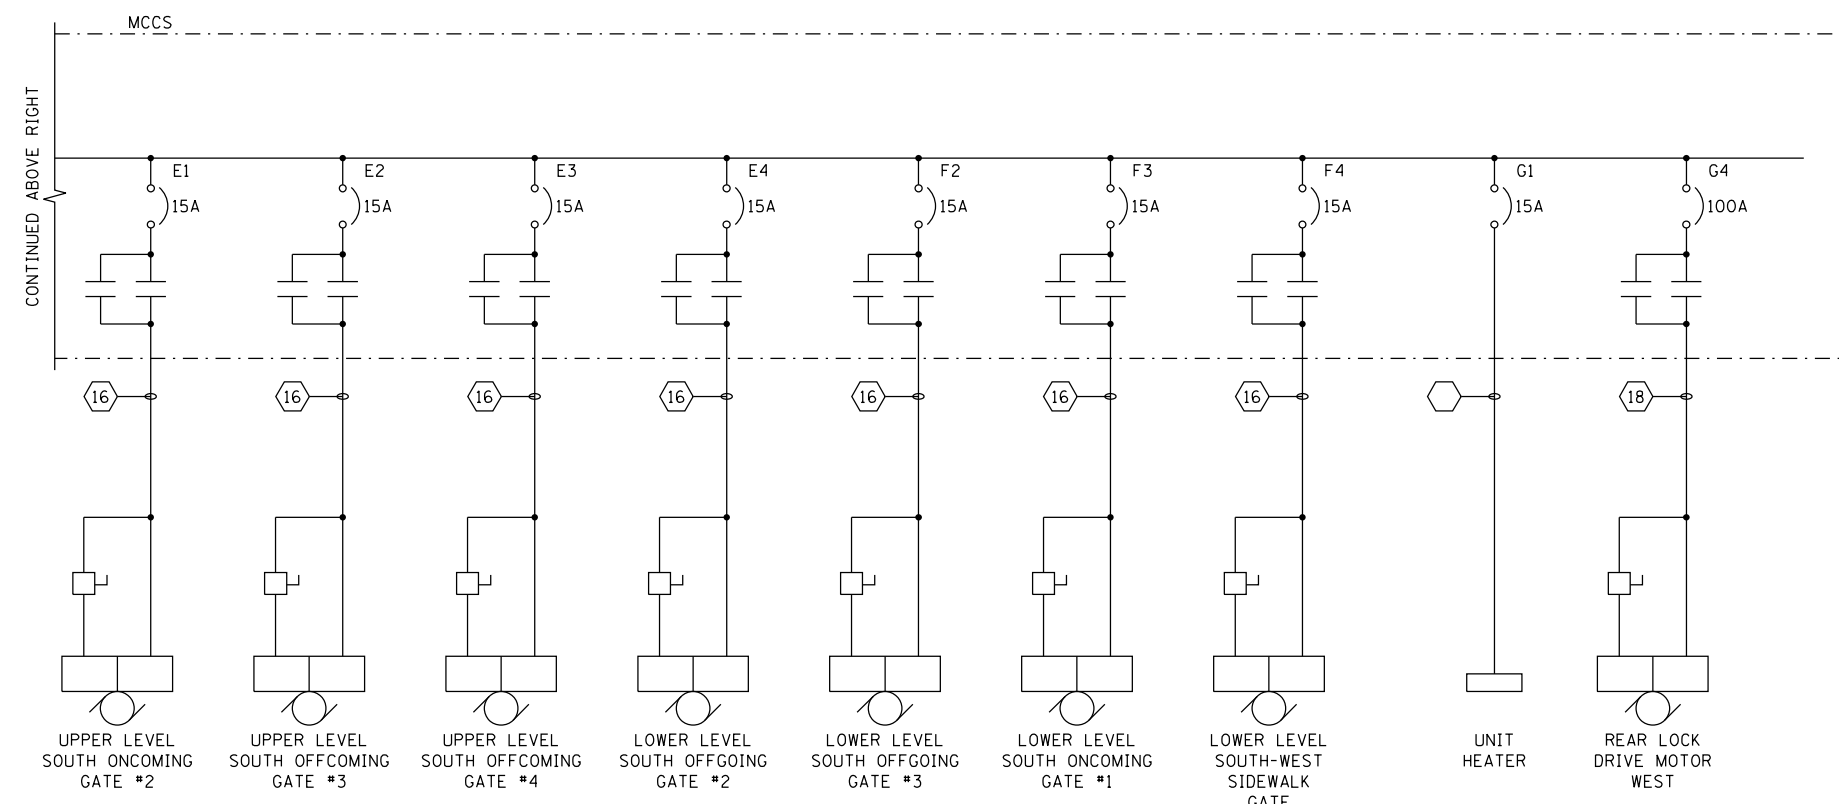 MCCS
CONTINUED ABOVE RIGHT
E1
E2
E3
E4
F2
F3
F4
G1
G4
15A
15A
15A
15A
15A
15A
15A
15A
100A
16
16
16
16
16
16
16
18
UPPER LEVEL
SOUTH ONCOMING
GATE #2
UPPER LEVEL
SOUTH OFFCOMING
GATE #3
UPPER LEVEL
SOUTH OFFCOMING
GATE #4
LOWER LEVEL
SOUTH OFFGOING
GATE #2
LOWER LEVEL
SOUTH OFFGOING
GATE #3
LOWER LEVEL
SOUTH ONCOMING
GATE #1
LOWER LEVEL
SOUTH-WEST
SIDEWALK
GATE
UNIT
HEATER
REAR LOCK
DRIVE MOTOR
WEST